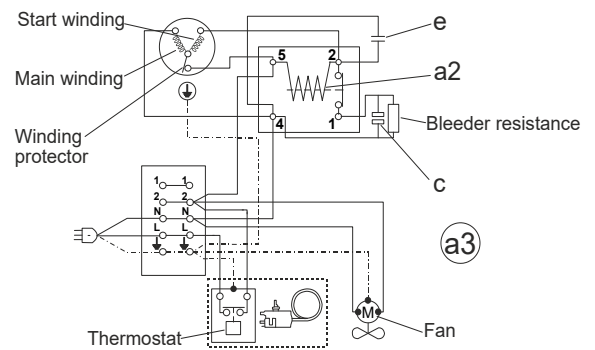 Start winding
e
5 2
a2
Main winding
Bleeder resistance
4 1
Winding
protector
c
1 1
2 2
N N
L L
a3
M
Fan
Thermostat